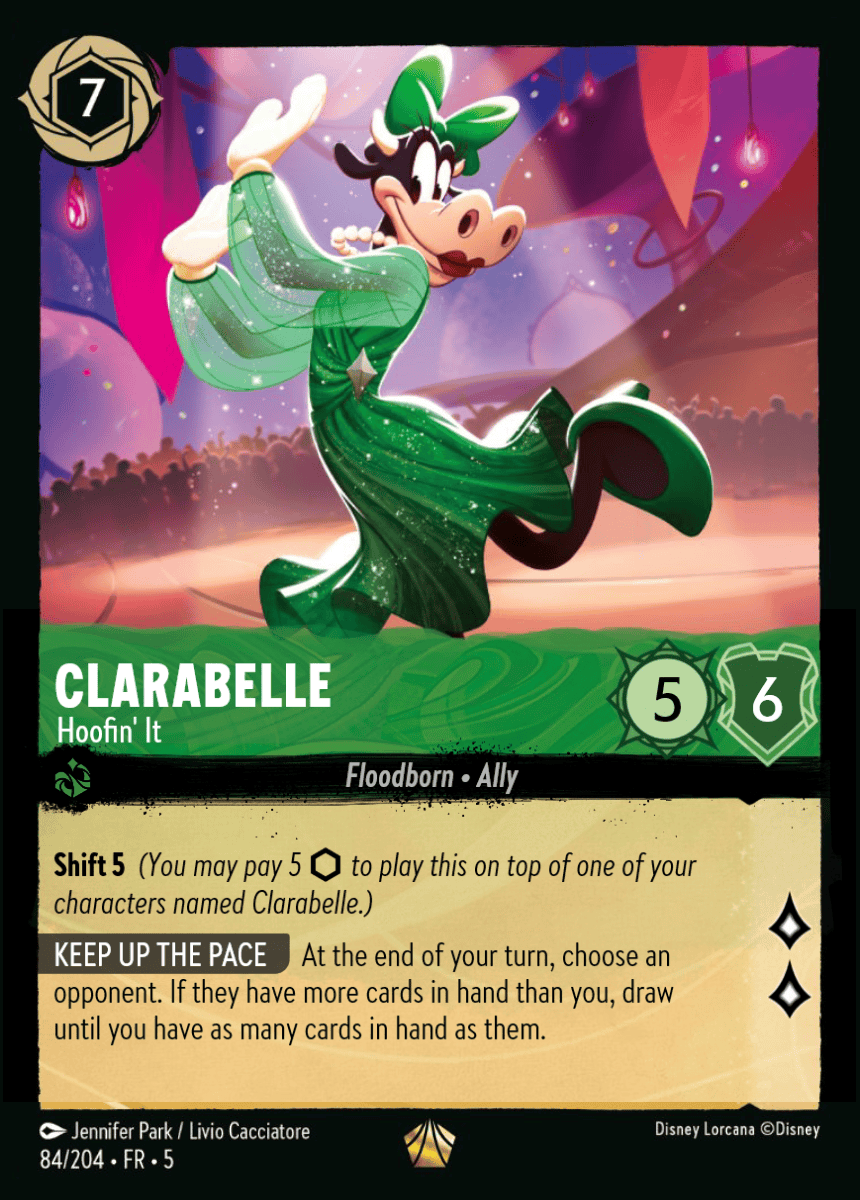 7
CLARABELLE
Hoofin' It
5
6
Floodborn • Ally
Shift 5 (You may pay 5 to play this on top of one of your
characters named Clarabelle.)
KEEP UP THE PACE At the end of your turn, choose an
opponent. If they have more cards in hand than you, draw
until you have as many cards in hand as them.
Jennifer Park / Livio Cacciatore
Disney Lorcana ©Disney
84/204 • FR • 5